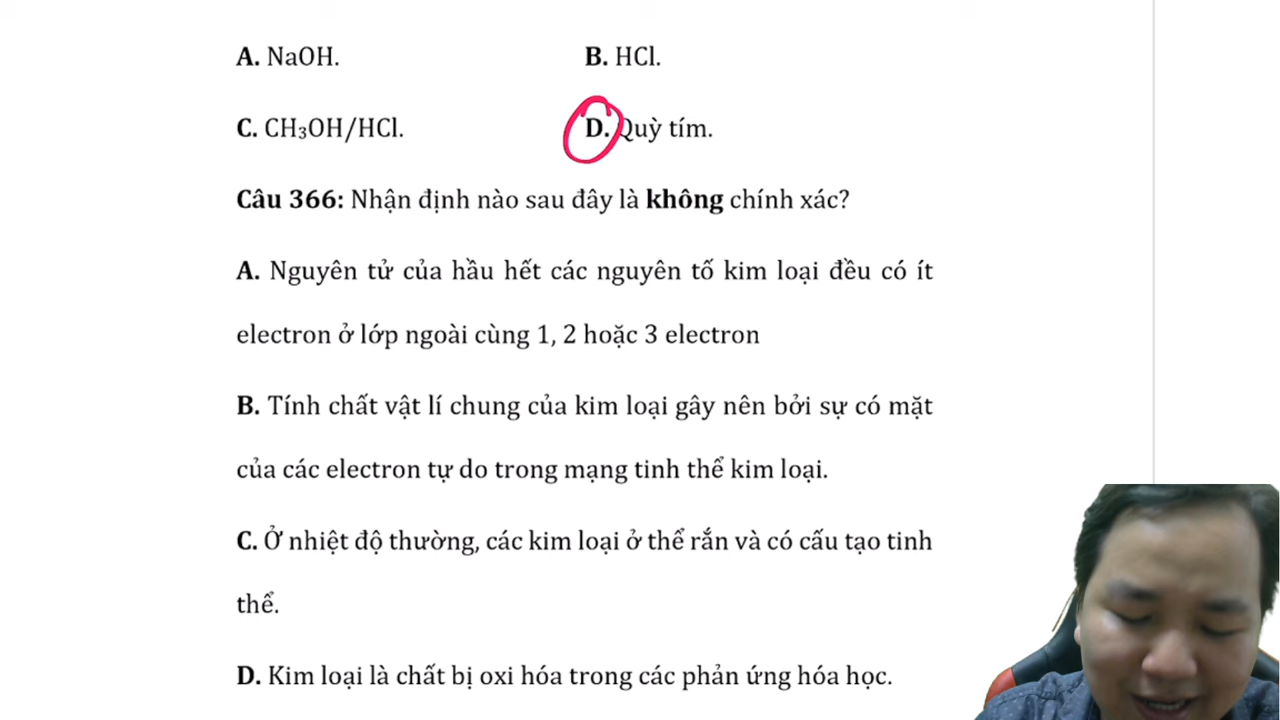 A. NaOH. B. HCl.
C. CH₃OH/HCl. D. Quỳ tím.
Câu 366: Nhận định nào sau đây là không chính xác?
A. Nguyên tử của hầu hết các nguyên tố kim loại đều có ít
electron ở lớp ngoài cùng 1, 2 hoặc 3 electron
B. Tính chất vật lí chung của kim loại gây nên bởi sự có mặt
của các electron tự do trong mạng tinh thể kim loại.
C. Ở nhiệt độ thường, các kim loại ở thể rắn và có cấu tạo tinh
thể.
D. Kim loại là chất bị oxi hóa trong các phản ứng hóa học.